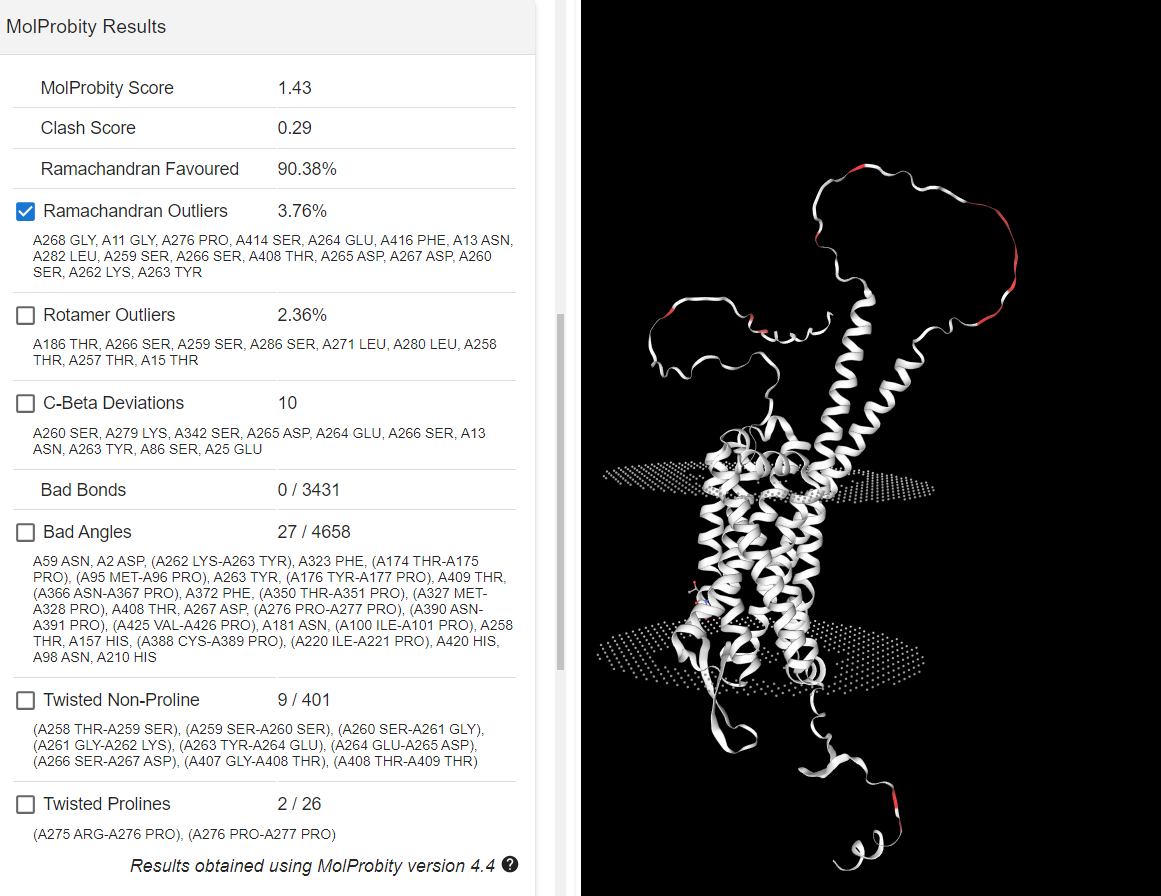 MolProbity Results
MolProbity Score 1.43
Clash Score 0.29
Ramachandran Favoured 90.38%
Ramachandran Outliers 3.76%
A268 GLY, A11 GLY, A276 PRO, A414 SER, A264 GLU, A416 PHE, A13 ASN,
A282 LEU, A259 SER, A266 SER, A408 THR, A265 ASP, A267 ASP, A260
SER, A262 LYS, A263 TYR
Rotamer Outliers 2.36%
A186 THR, A266 SER, A259 SER, A286 SER, A271 LEU, A280 LEU, A258
THR, A257 THR, A15 THR
C-Beta Deviations 10
A260 SER, A279 LYS, A342 SER, A265 ASP, A264 GLU, A266 SER, A13
ASN, A263 TYR, A86 SER, A25 GLU
Bad Bonds 0 / 3431
Bad Angles 27 / 4658
A59 ASN, A2 ASP, (A262 LYS-A263 TYR), A323 PHE, (A174 THR-A175
PRO), (A95 MET-A96 PRO), A263 TYR, (A176 TYR-A177 PRO), A409 THR,
(A366 ASN-A367 PRO), A372 PHE, (A350 THR-A351 PRO), (A327 MET-
A328 PRO), A408 THR, A267 ASP, (A276 PRO-A277 PRO), (A390 ASN-
A391 PRO), (A425 VAL-A426 PRO), A181 ASN, (A100 ILE-A101 PRO), A258
THR, A157 HIS, (A388 CYS-A389 PRO), (A220 ILE-A221 PRO), A420 HIS,
A98 ASN, A210 HIS
Twisted Non-Proline 9 / 401
(A258 THR-A259 SER), (A259 SER-A260 SER), (A260 SER-A261 GLY),
(A261 GLY-A262 LYS), (A263 TYR-A264 GLU), (A264 GLU-A265 ASP),
(A266 SER-A267 ASP), (A407 GLY-A408 THR), (A408 THR-A409 THR)
Twisted Prolines 2 / 26
(A275 ARG-A276 PRO), (A276 PRO-A277 PRO)
Results obtained using MolProbity version 4.4 ?